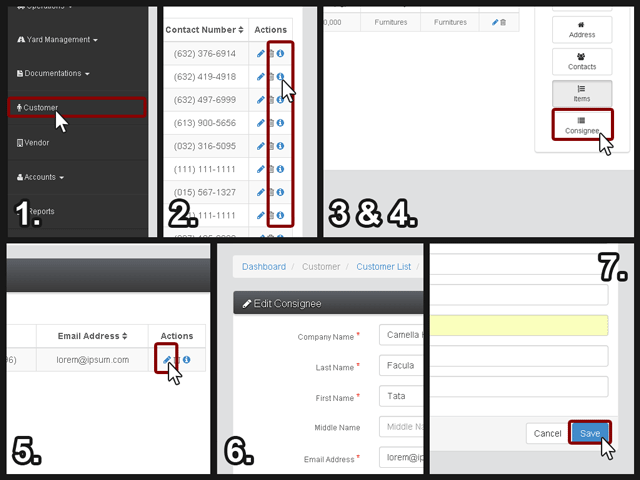 Operations
Yard Management
Documentations
Customer
Vendor
Accounts
Reports
1.
Contact Number Actions
(632) 376-6914
(632) 419-4918
(632) 497-6999
(613) 900-5656
(032) 316-5095
(111) 111-1111
(015) 567-1327
111-1111
2.
0,000 Furnitures Furnitures
Address
Contacts
Items
Consignee
3 & 4.
Email Address Actions
96) lorem@ipsum.com
5.
Dashboard / Customer / Customer List /
Edit Consignee
Company Name * Camella
Last Name * Facula
First Name * Tata
Middle Name Middle N
Email Address * lorem@ip
6.
7.
Cancel Save